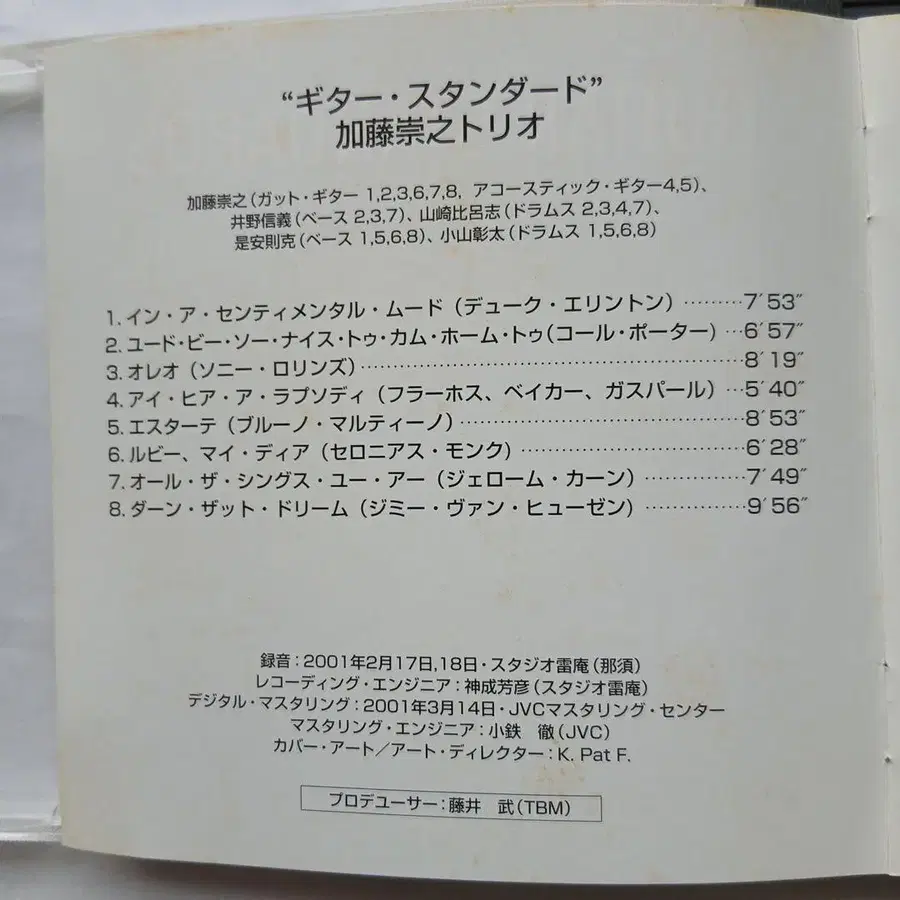 “ギター・スタンダード”
加藤崇之トリオ
加藤崇之(ガット・ギター 1,2,3,6,7,8, アコースティック・ギター4,5)、
井野信義(ベース 2,3,7)、山崎比呂志(ドラムス 2,3,4,7)、
是安則克(ベース 1,5,6,8)、小山彰太(ドラムス 1,5,6,8)
1. イン・ア・センティメンタル・ムード(デューク・エリントン)………7′53″
2. ユード・ビー・ソー・ナイス・トゥ・カム・ホーム・トゥ(コール・ポーター)…6′57″
3. オレオ(ソニー・ロリンズ)……………………………………8′19″
4. アイ・ヒア・ア・ラプソディ(フラーホス、ベイカー、ガスパール)…5′40″
5. エスターテ(ブルーノ・マルティーノ)…………………………8′53″
6. ルビー、マイ・ディア(セロニアス・モンク)……………………6′28″
7. オール・ザ・シングス・ユー・アー(ジェローム・カーン)…………7′49″
8. ダーン・ザット・ドリーム(ジミー・ヴァン・ヒューゼン)…………9′56″
録音:2001年2月17日,18日・スタジオ雷庵(那須)
レコーディング・エンジニア:神成芳彦(スタジオ雷庵)
デジタル・マスタリング:2001年3月14日・JVCマスタリング・センター
マスタリング・エンジニア:小鉄 徹(JVC)
カバー・アート/アート・ディレクター:K. Pat F.
プロデューサー:藤井 武(TBM)